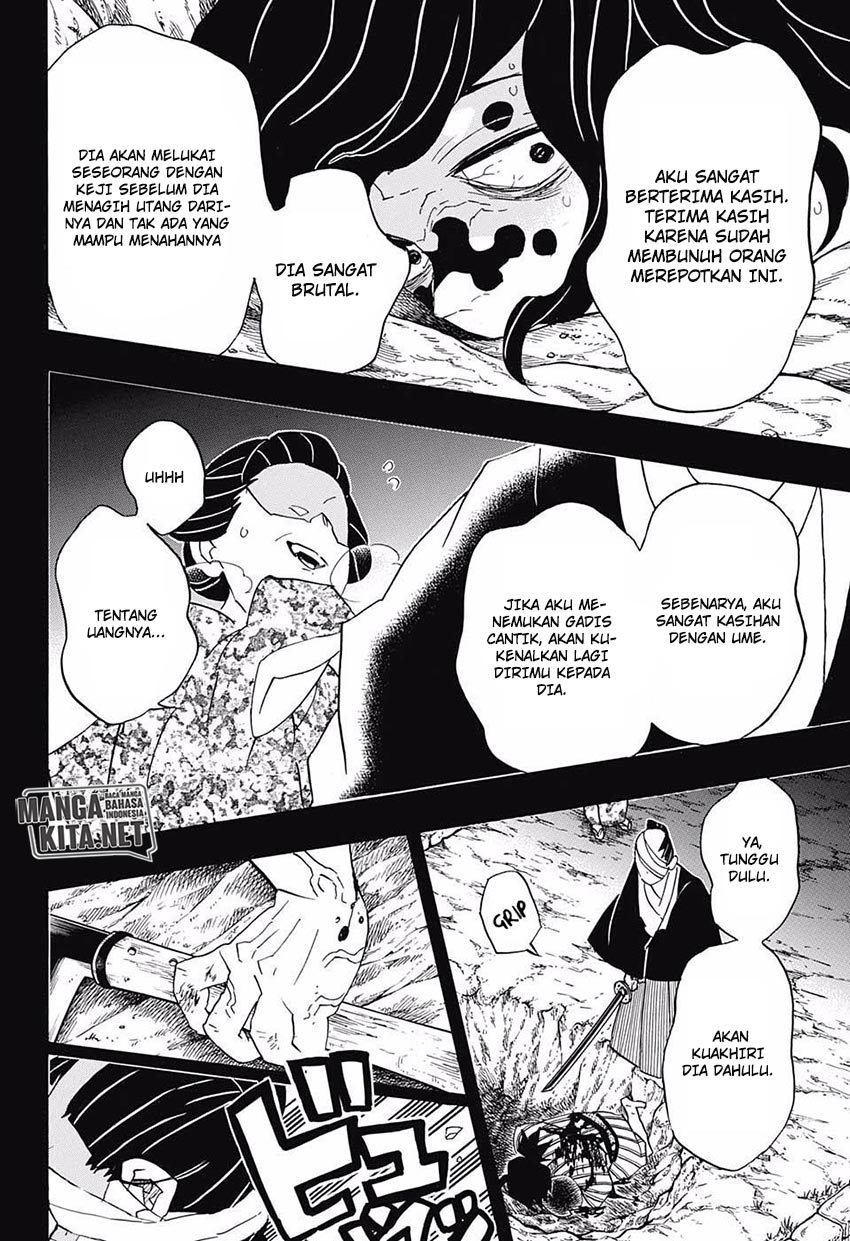 AKU SANGAT
BERTERIMA KASIH.
TERIMA KASIH
KARENA SUDAH
MEMBUNUH ORANG
MEREPOTKAN INI.
DIA SANGAT
BRUTAL.
DIA AKAN MELUKAI
SESEORANG DENGAN
KEJI SEBELUM DIA
MENAGIH UTANG DARI-
NYA DAN TAK ADA YANG
MAMPU MENAHANNYA
SEBENARYA, AKU
SANGAT KASIHAN
DENGAN UME.
JIKA AKU ME-
NEMUKAN GADIS
CANTIK, AKAN KU-
KENALKAN LAGI
DIRIMU KEPADA
DIA.
UHHH
TENTANG
UANGNYA...
MANGA
KITA.NET
BACA MANGA
BAHASA
INDONESIA
YA,
TUNGGU
DULU.
AKAN
KUAKHIRI
DIA DAHULU.
GRIP
ビュ